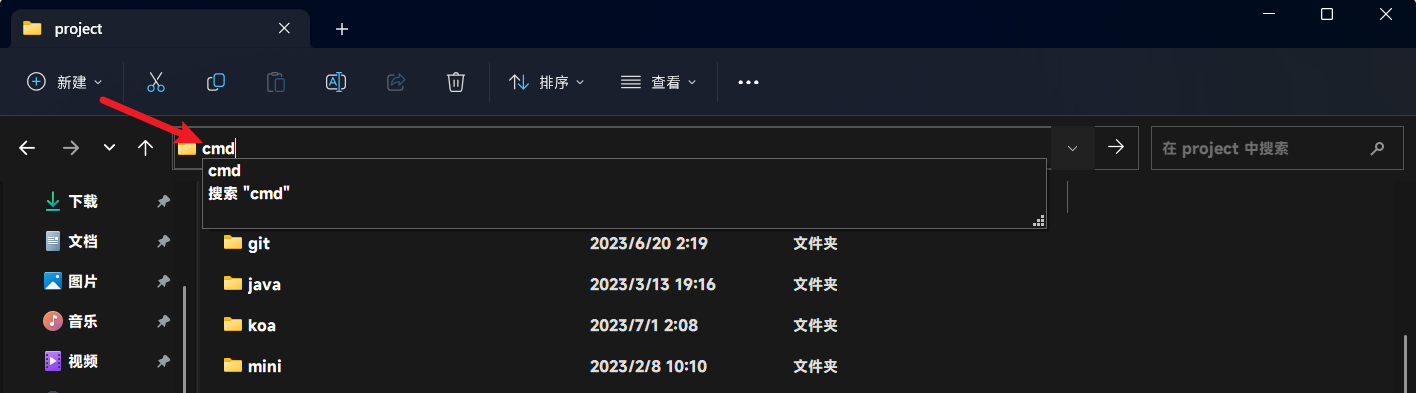 project
新建
排序
查看
cmd
在 project 中搜索
cmd
搜索 "cmd"
下载
文档
git 2023/6/20 2:19 文件夹
图片
java 2023/3/13 19:16 文件夹
音乐
koa 2023/7/1 2:08 文件夹
视频
mini 2023/2/8 10:10 文件夹